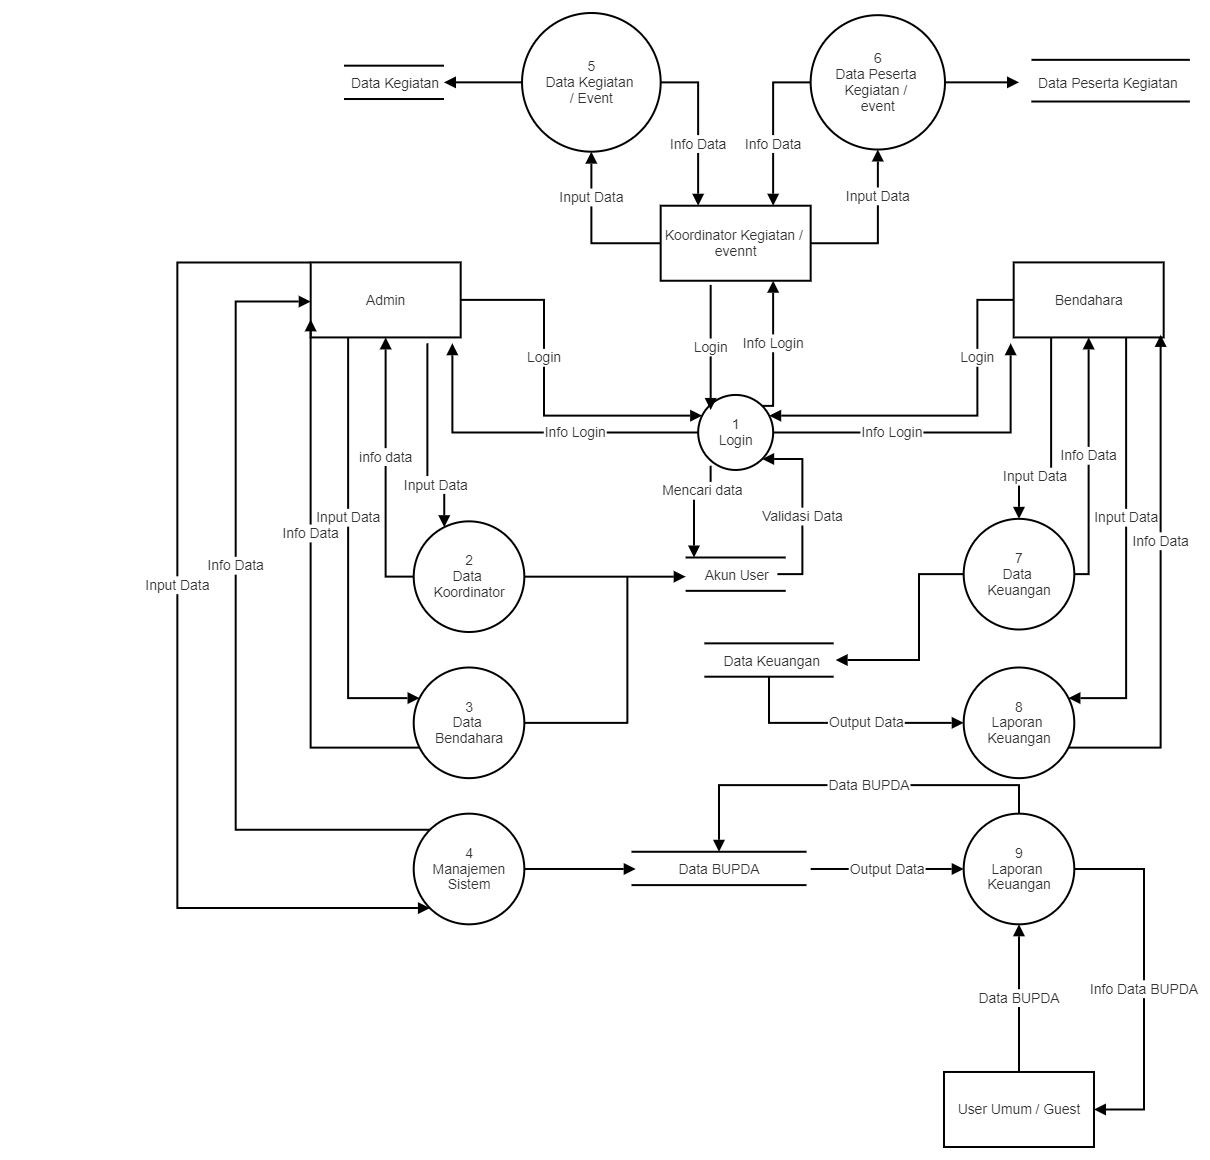 5
Data Kegiatan
/ Event
6
Data Peserta
Kegiatan /
event
Data Kegiatan
Data Peserta Kegiatan
Info Data
Info Data
Input Data
Input Data
Koordinator Kegiatan /
evennt
Admin
Bendahara
Login
Login
Info Login
Login
1
Login
Info Login
Info Login
info data
Info Data
Input Data
Mencari data
Input Data
Input Data
Info Data
Validasi Data
Input Data
Info Data
Info Data
Input Data
2
Data
Koordinator
Akun User
7
Data
Keuangan
Data Keuangan
3
Data
Bendahara
Output Data
8
Laporan
Keuangan
Data BUPDA
4
Manajemen
Sistem
Data BUPDA
Output Data
9
Laporan
Keuangan
Data BUPDA
Info Data BUPDA
User Umum / Guest